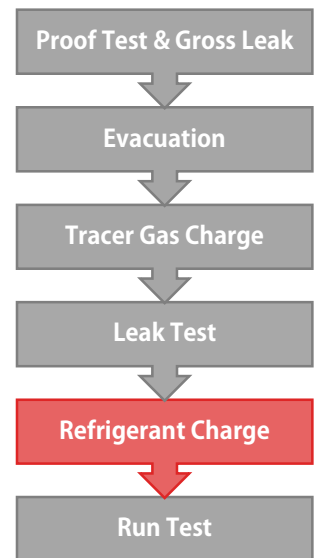 Proof Test & Gross Leak
Evacuation
Tracer Gas Charge
Leak Test
Refrigerant Charge
Run Test